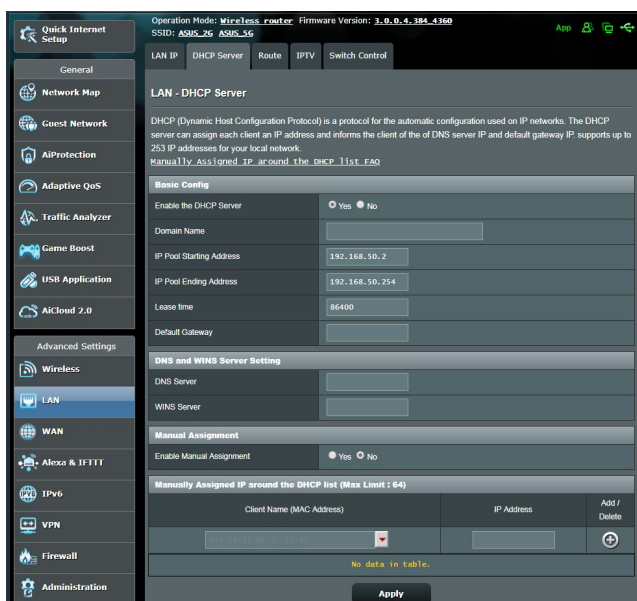 Quick Internet
Setup
Operation Mode: Wireless router Firmware Version: 3.0.0.4.384_4360
SSID: ASUS_2G ASUS_5G
App
General
Network Map
Guest Network
AiProtection
Adaptive QoS
Traffic Analyzer
Game Boost
USB Application
AiCloud 2.0
Advanced Settings
Wireless
LAN
WAN
Alexa & IFTTT
IPv6
VPN
Firewall
Administration
LAN IP DHCP Server Route IPTV Switch Control
LAN - DHCP Server
DHCP (Dynamic Host Configuration Protocol) is a protocol for the automatic configuration used on IP networks. The DHCP
server can assign each client an IP address and informs the client of the of DNS server IP and default gateway IP. supports up to
253 IP addresses for your local network.
Manually Assigned IP around the DHCP list FAQ
Basic Config
Enable the DHCP Server Yes No
Domain Name
IP Pool Starting Address 192.168.50.2
IP Pool Ending Address 192.168.50.254
Lease time 86400
Default Gateway
DNS and WINS Server Setting
DNS Server
WINS Server
Manual Assignment
Enable Manual Assignment Yes No
Manually Assigned IP around the DHCP list (Max Limit : 64)
Client Name (MAC Address) IP Address Add / Delete
No data in table.
Apply